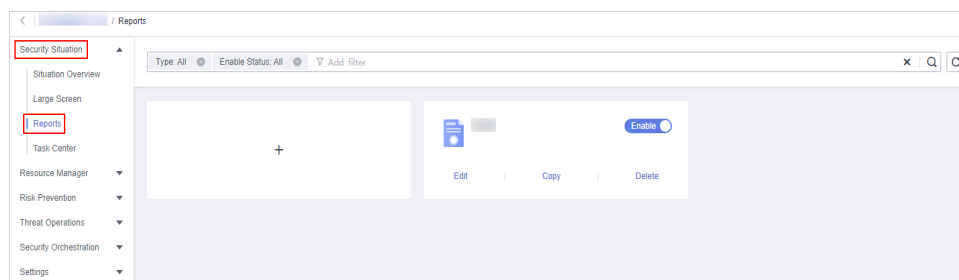 / Reports
Security Situation
Situation Overview
Large Screen
Reports
Task Center
Resource Manager
Risk Prevention
Threat Operations
Security Orchestration
Settings
Type: All Enable Status: All Add filter
+
Enable
Edit Copy Delete